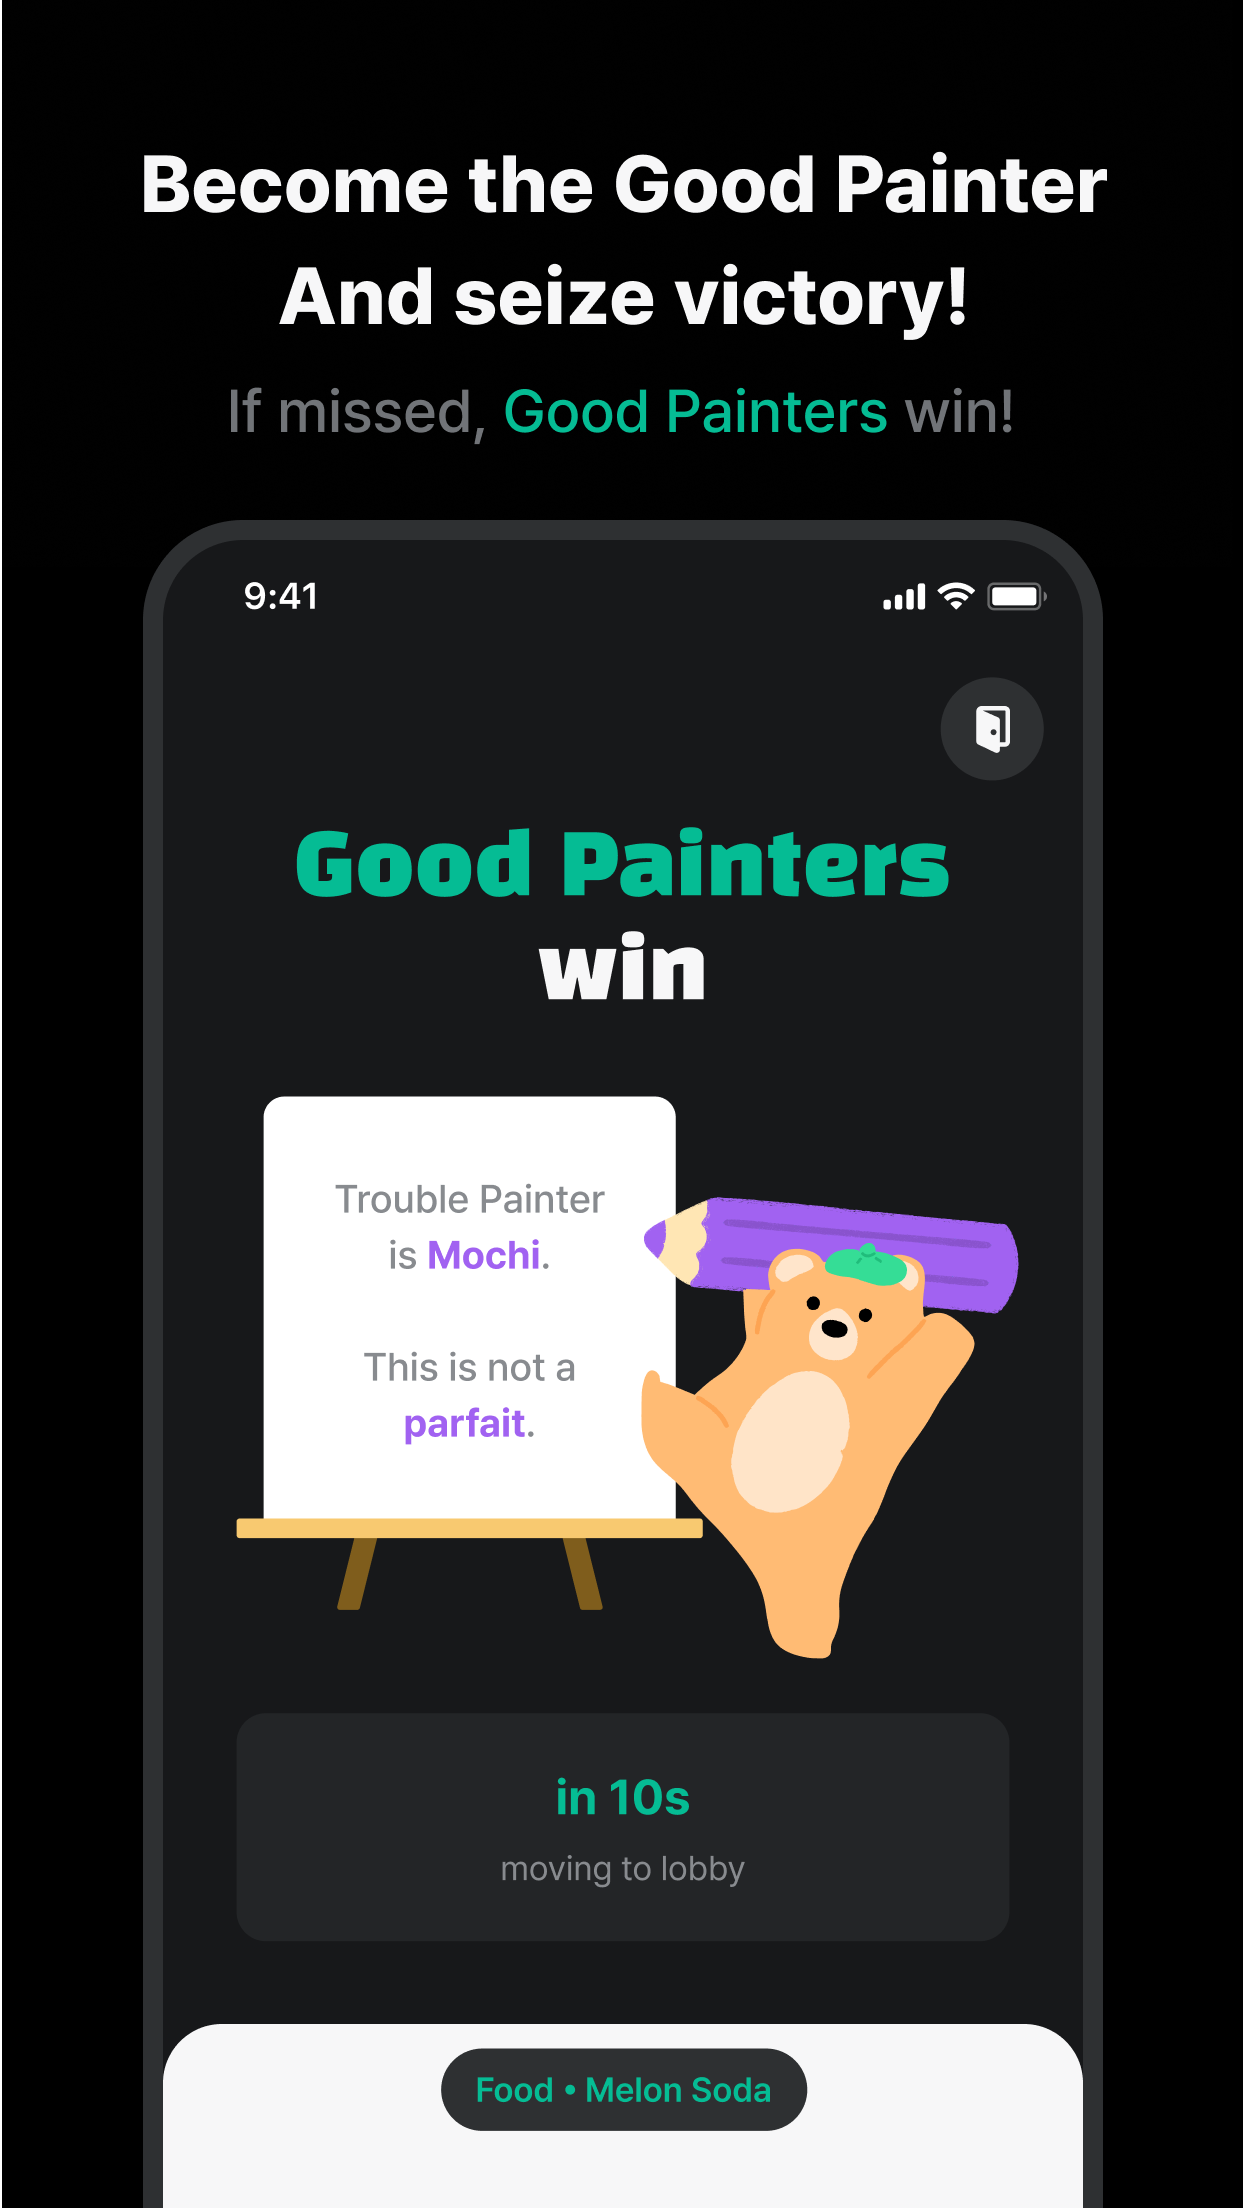 Become the Good Painter
And seize victory!
If missed, Good Painters win!
9:41
Good Painters
win
Trouble Painter
is Mochi.
This is not a
parfait.
in 10s
moving to lobby
Food • Melon Soda